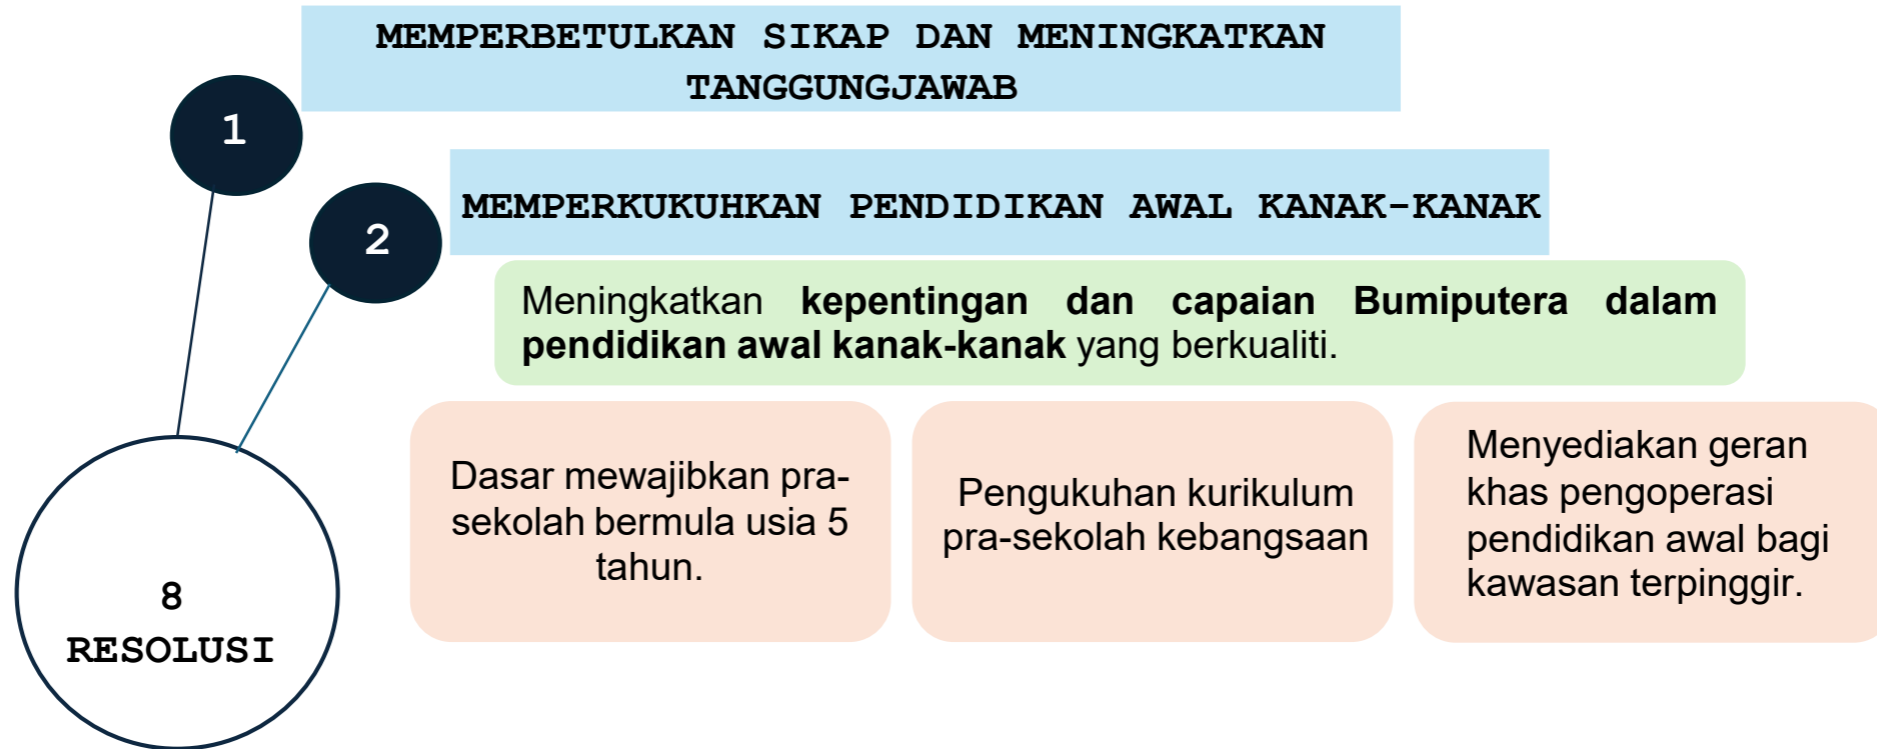 MEMPERBETULKAN SIKAP DAN MENINGKATKAN
TANGGUNGJAWAB
1
MEMPERKUKUHKAN PENDIDIKAN AWAL KANAK-KANAK
2
Meningkatkan kepentingan dan capaian Bumiputera dalam
pendidikan awal kanak-kanak yang berkualiti.
Dasar mewajibkan pra-
sekolah bermula usia 5
tahun.
Pengukuhan kurikulum
pra-sekolah kebangsaan
Menyediakan geran
khas pengoperasi
pendidikan awal bagi
kawasan terpinggir.
8
RESOLUSI